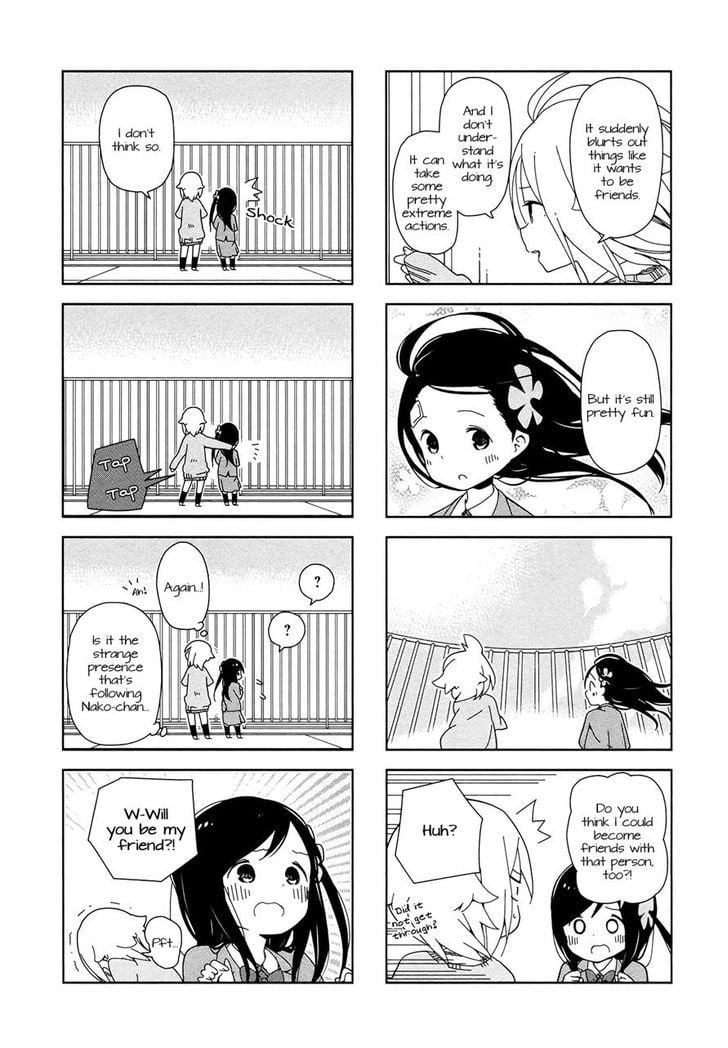 It suddenly
blurts out
things like
it wants
to be
friends.
And I
don't
under-
stand
what it's
doing.
It can
take
some
pretty
extreme
actions.
But it's still
pretty fun.
Do you
think I could
become
friends with
that person,
too?!
Huh?
Did it
not get
through?
I don't
think so.
Shock
Tap
Tap
Again...!
Ah!
?
?
Is it the
strange
presence
that's
following
Nako-chan...
W-Will
you be my
friend?!
Pft...